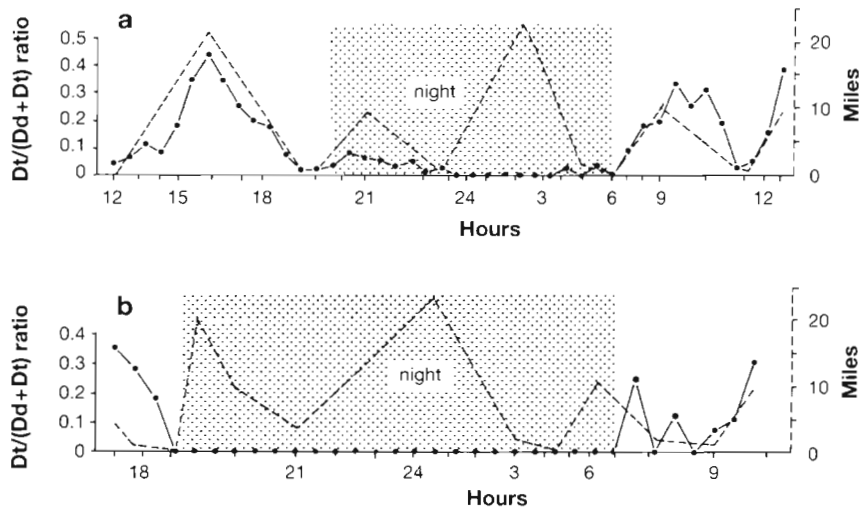 a
Dt/(Dd+Dt) ratio
0.5
0.4
0.3
0.2
0.1
0
night
20
10
0
Miles
12 15 18 21 24 3 6 9 12
Hours
b
Dt/(Dd+Dt) ratio
0.4
0.3
0.2
0.1
0
night
20
10
0
Miles
18 21 24 3 6 9
Hours